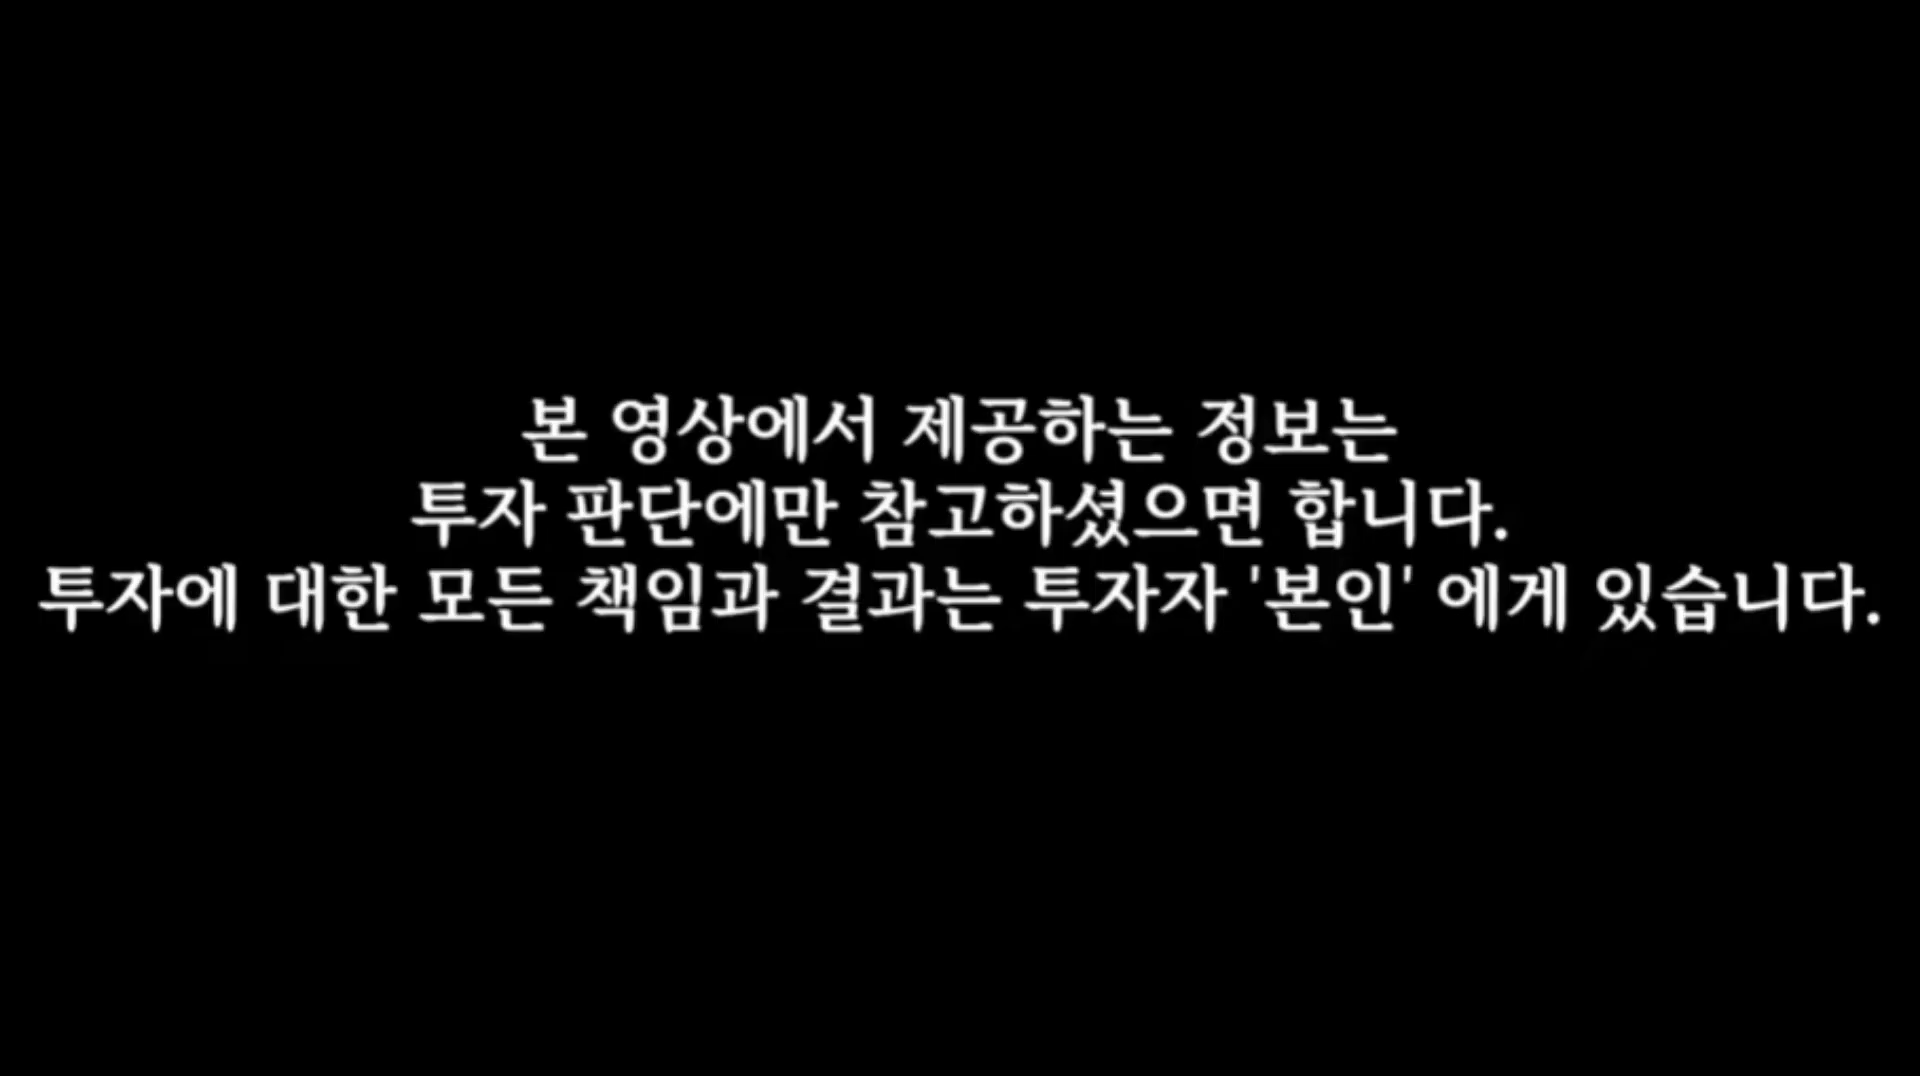 본 영상에서 제공하는 정보는
투자 판단에만 참고하셨으면 합니다.
투자에 대한 모든 책임과 결과는 투자자 '본인' 에게 있습니다.